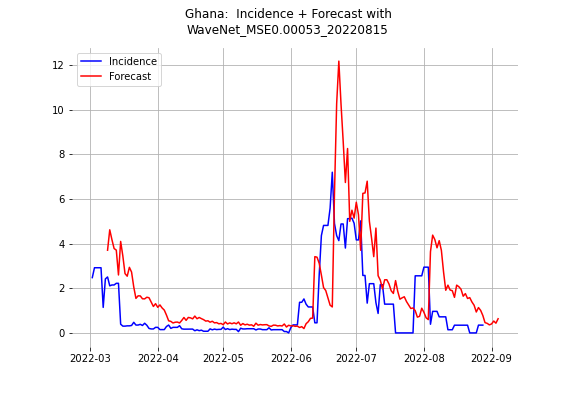 Ghana:  Incidence + Forecast with
WaveNet_MSE0.00053_20220815
Incidence
Forecast
12
10
8
6
4
2
0
2022-03 2022-04 2022-05 2022-06 2022-07 2022-08 2022-09